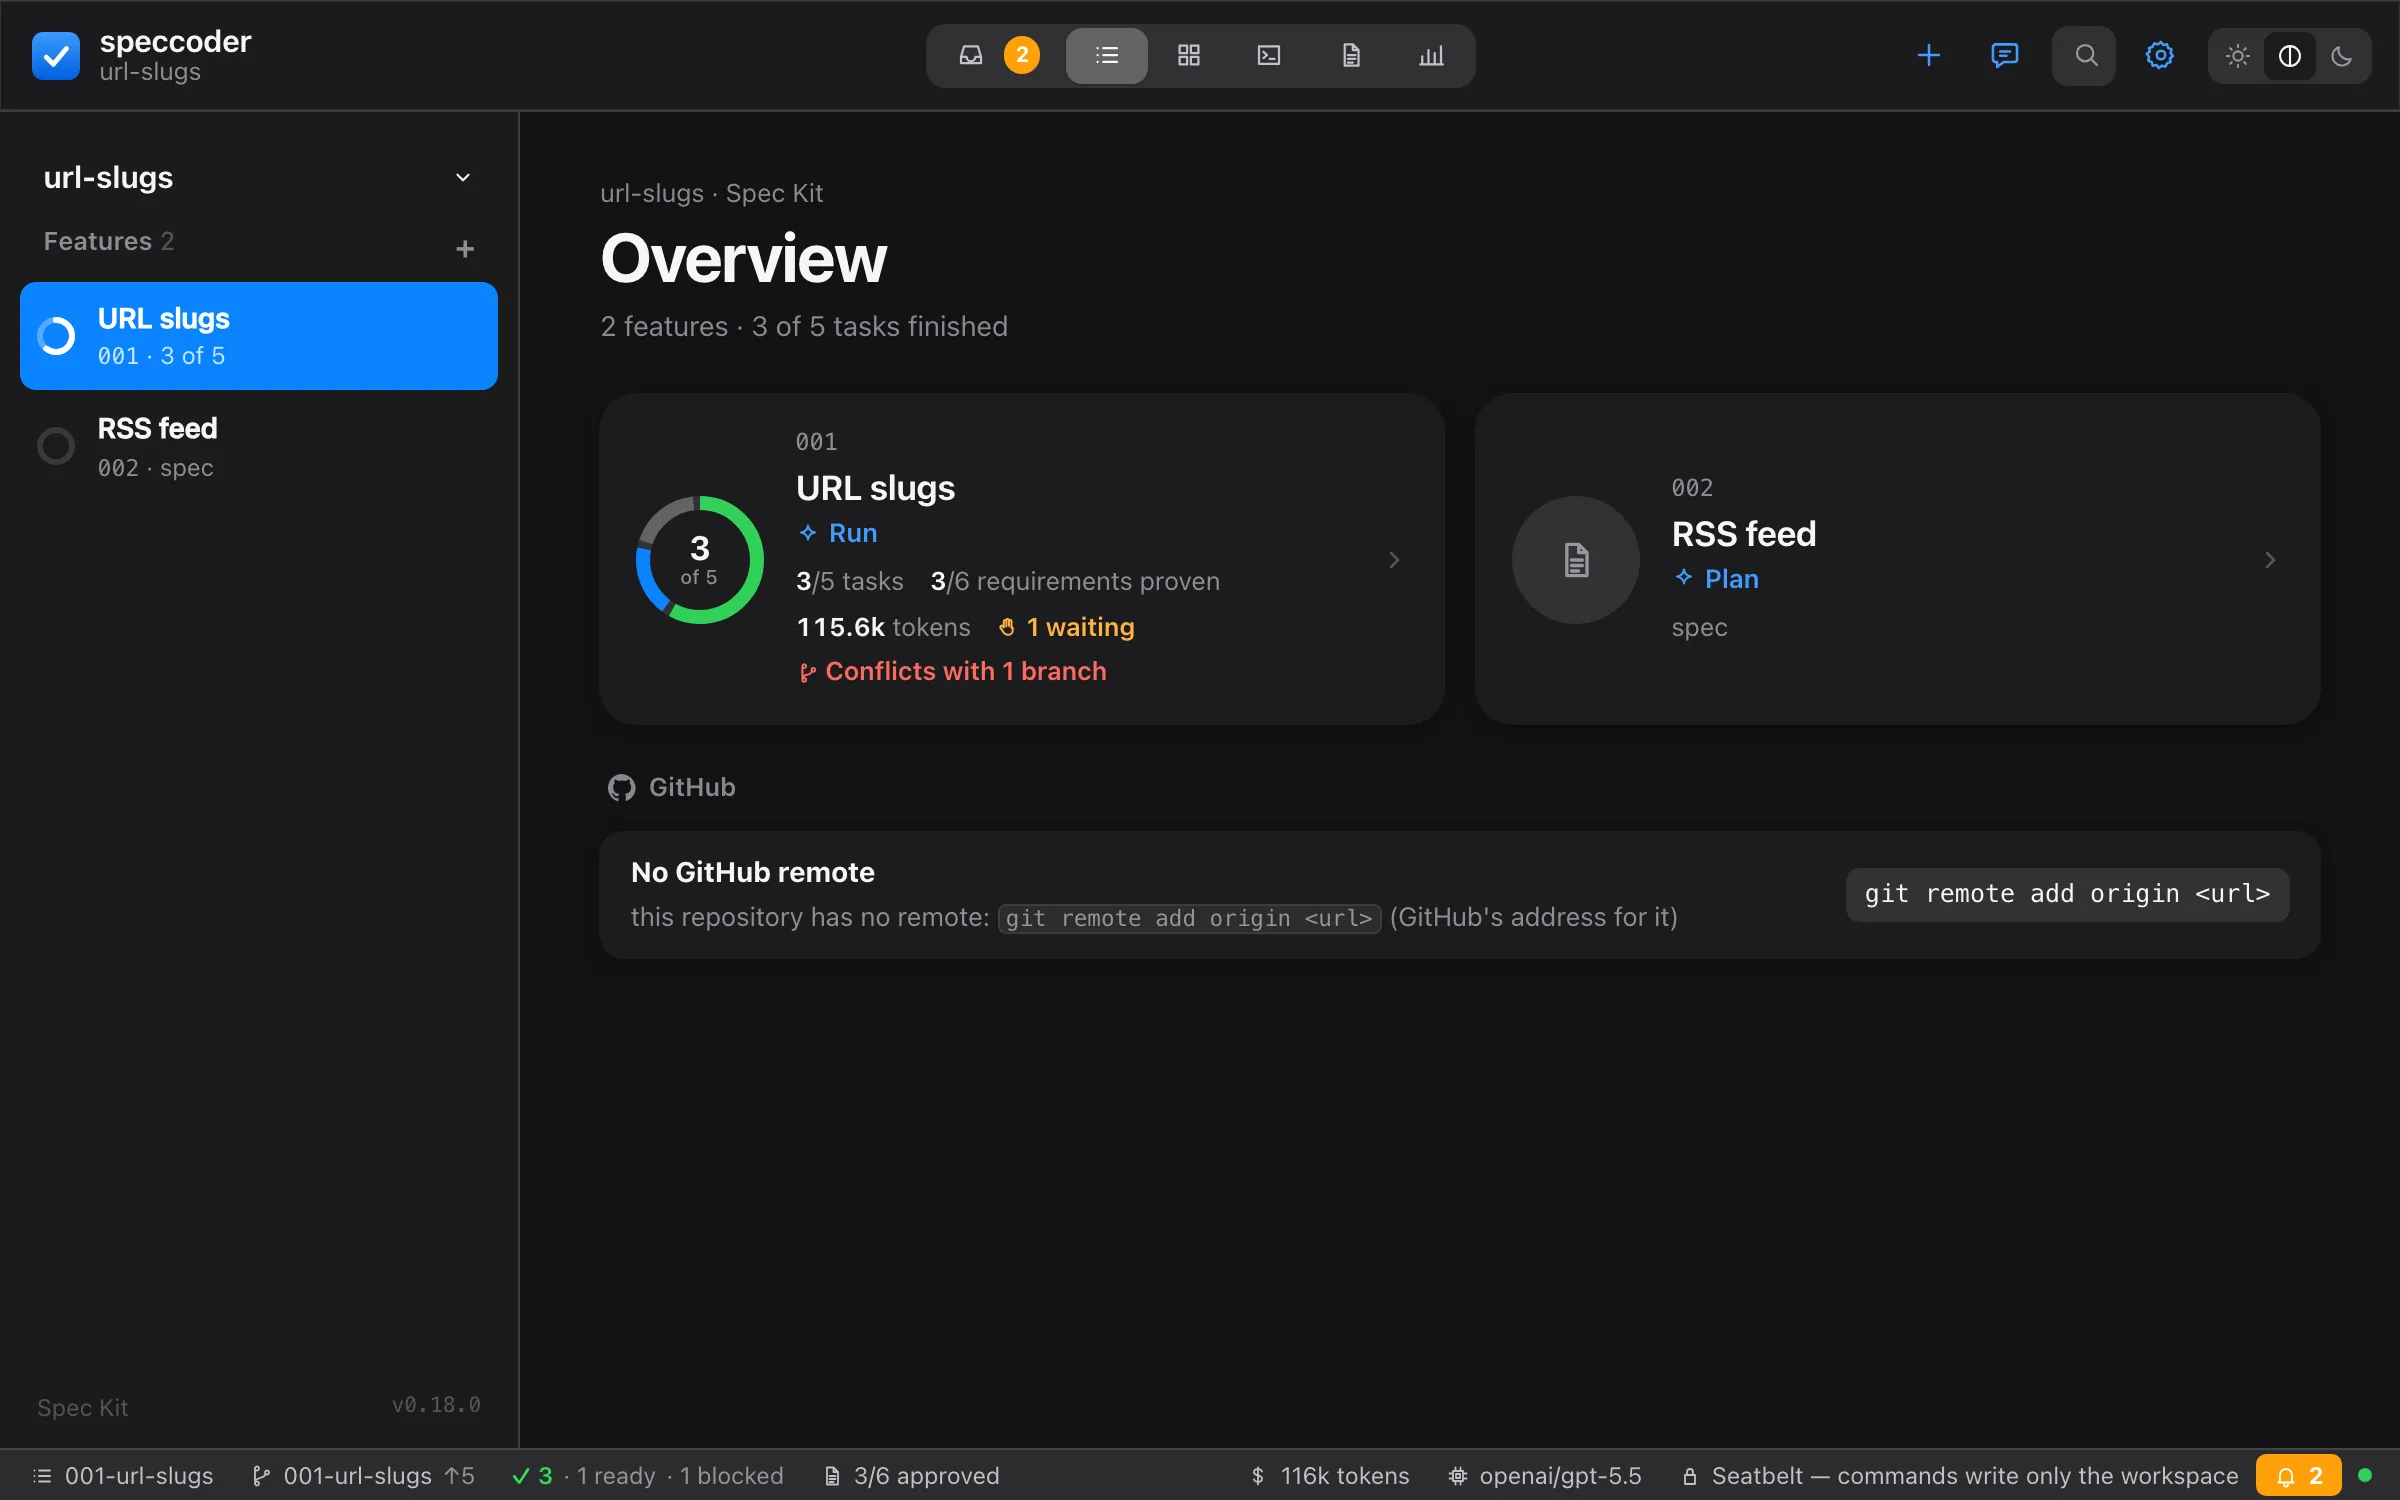 speccoder
url-slugs
2
url-slugs
Features 2
URL slugs
001 · 3 of 5
RSS feed
002 · spec
Spec Kit
v0.18.0
url-slugs · Spec Kit
Overview
2 features · 3 of 5 tasks finished
3
of 5
001
URL slugs
Run
3/5 tasks 3/6 requirements proven
115.6k tokens 1 waiting
Conflicts with 1 branch
002
RSS feed
Plan
spec
GitHub
No GitHub remote
this repository has no remote: git remote add origin <url> (GitHub's address for it)
git remote add origin <url>
001-url-slugs 001-url-slugs ↑5 3 · 1 ready · 1 blocked 3/6 approved $ 116k tokens openai/gpt-5.5 Seatbelt — commands write only the workspace 2